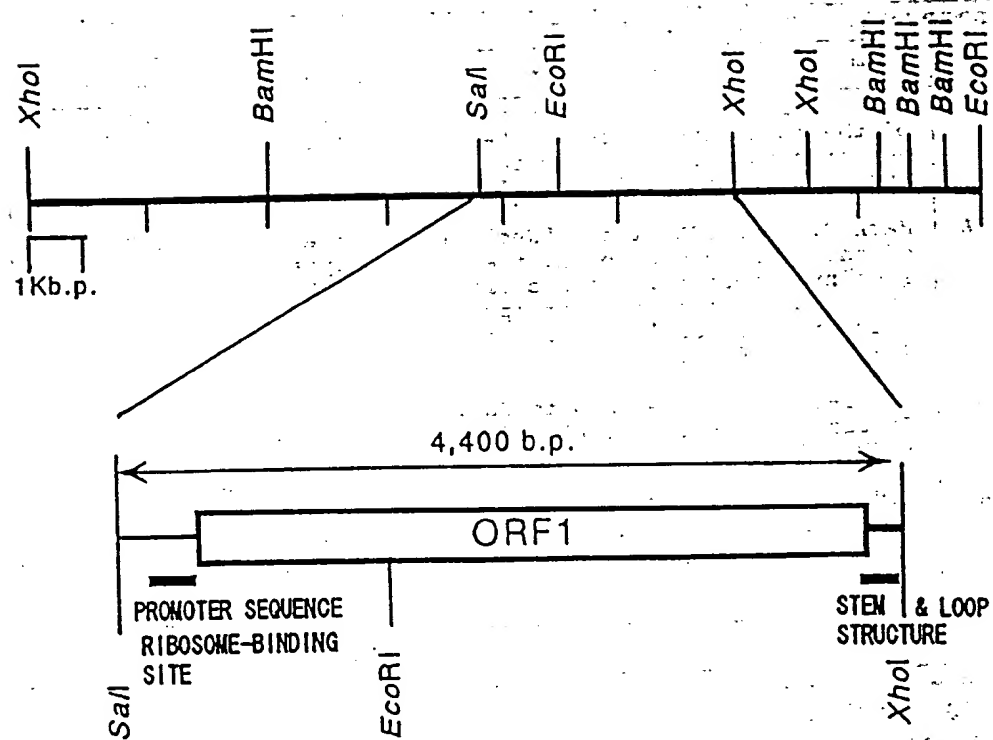 XhoI
BamHI
SalI
EcoRI
XhoI
XhoI
BamHI
BamHI
BamHI
EcoRI
1Kb.p.
4,400 b.p.
ORF1
PROMOTER SEQUENCE
RIBOSOME-BINDING
SITE
STEM & LOOP
STRUCTURE
SalI
EcoRI
XhoI